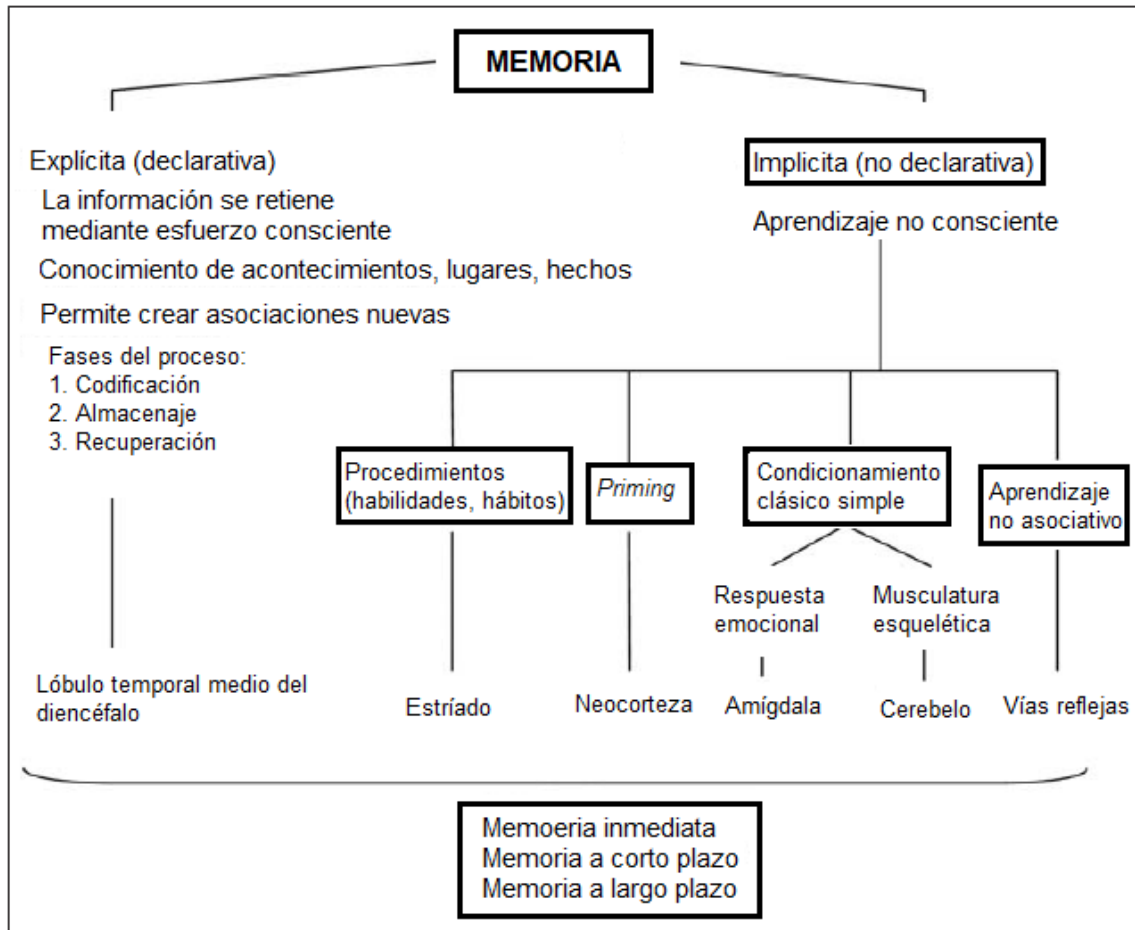 MEMORIA
Explícita (declarativa)
La información se retiene
mediante esfuerzo consciente
Conocimiento de acontecimientos, lugares, hechos
Permite crear asociaciones nuevas
Fases del proceso:
1. Codificación
2. Almacenaje
3. Recuperación
Lóbulo temporal medio del
diencéfalo
Implicita (no declarativa)
Aprendizaje no consciente
Procedimientos
(habilidades, hábitos)
Estríado
Priming
Neocorteza
Condicionamiento
clásico simple
Respuesta
emocional
Amígdala
Musculatura
esquelética
Cerebelo
Aprendizaje
no asociativo
Vías reflejas
Memoeria inmediata
Memoria a corto plazo
Memoria a largo plazo